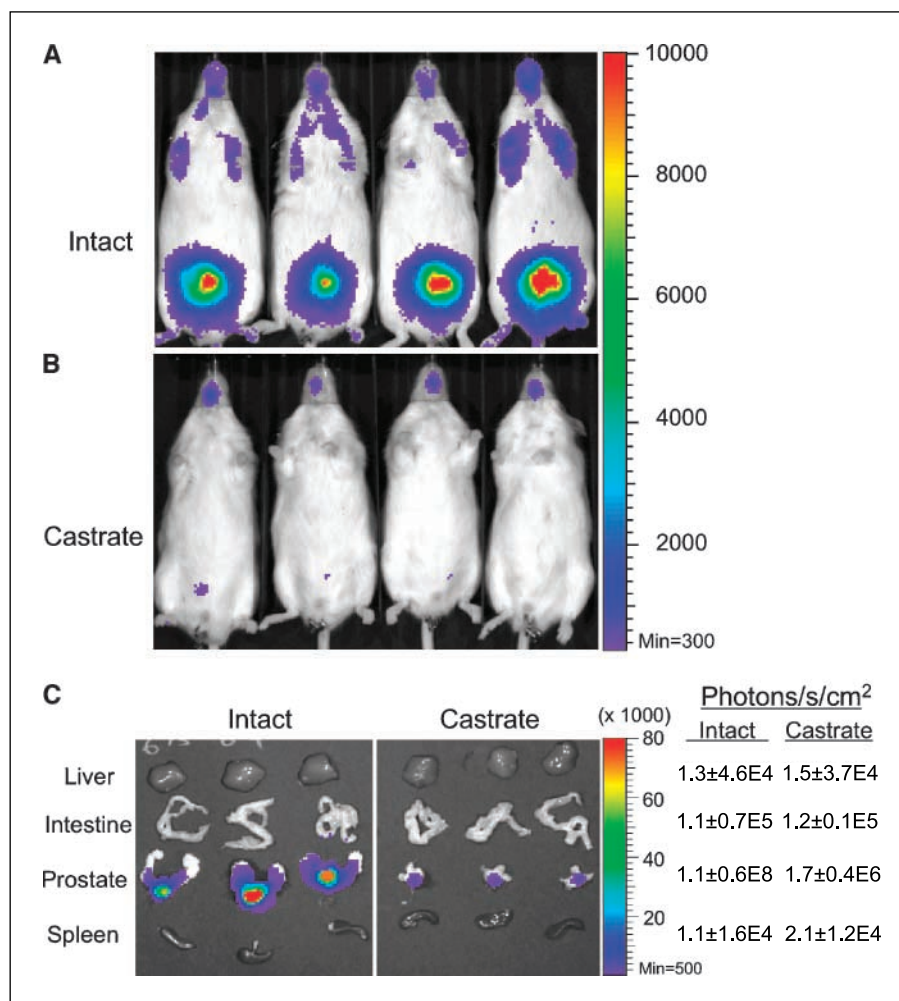 A
Intact
10000
8000
6000
4000
2000
Min=300
B
Castrate
C
Intact
Castrate
(x 1000)
80
60
40
20
Min=500
Liver
Intestine
Prostate
Spleen
Photons/s/cm²
Intact Castrate
1.3±4.6E4 1.5±3.7E4
1.1±0.7E5 1.2±0.1E5
1.1±0.6E8 1.7±0.4E6
1.1±1.6E4 2.1±1.2E4